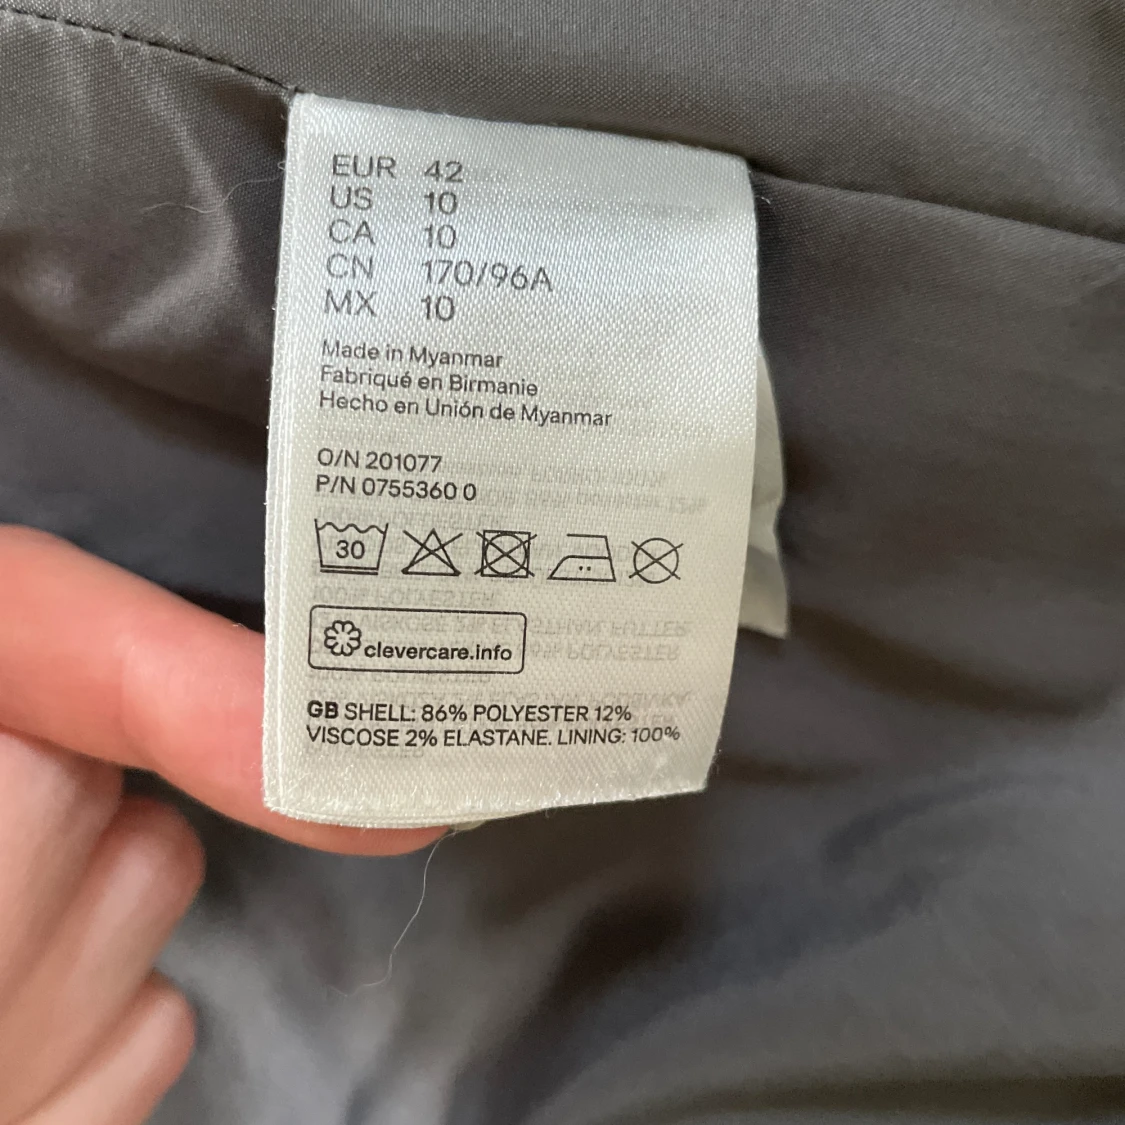 EUR 42
US 10
CA 10
CN 170/96A
MX 10
Made in Myanmar
Fabriqué en Birmanie
Hecho en Unión de Myanmar
O/N 201077
P/N 0755360 0
30
clevercare.info
GB SHELL: 86% POLYESTER 12%
VISCOSE 2% ELASTANE. LINING: 100%